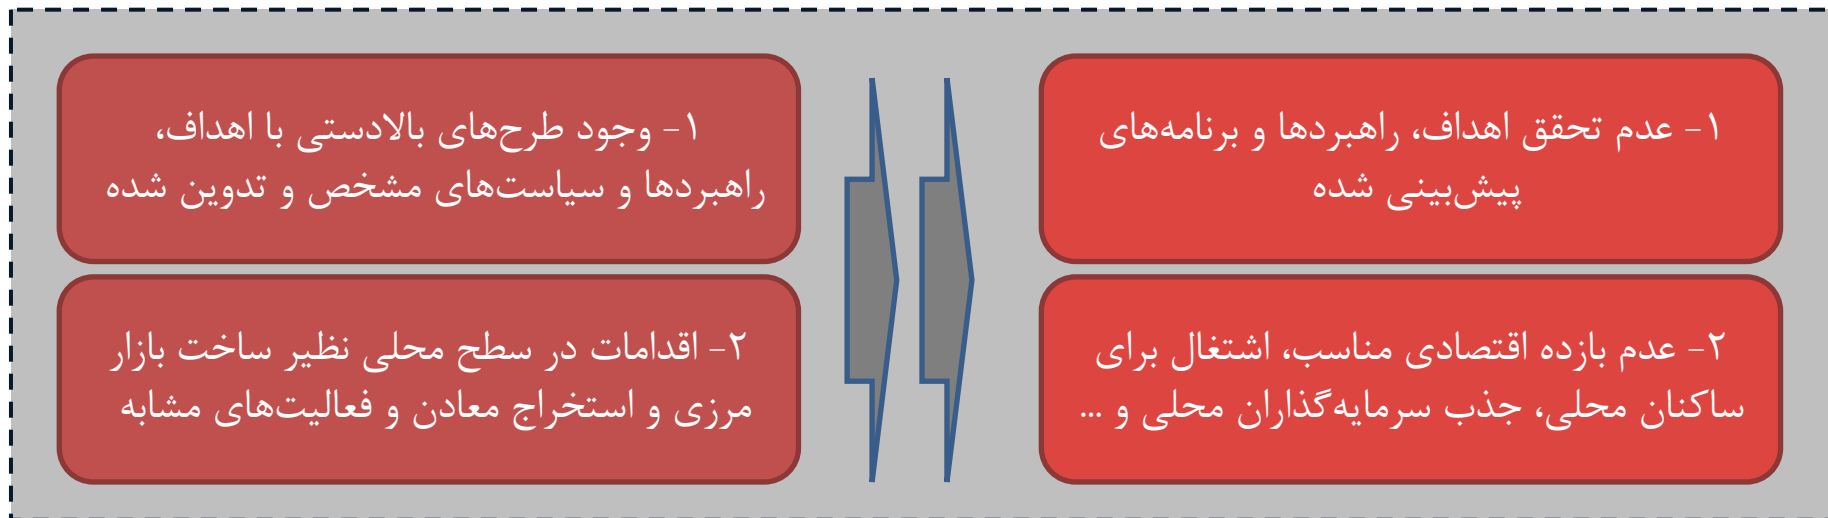 ۱- وجود طرح‌های بالادستی با اهداف،
راهبردها و سیاست‌های مشخص و تدوین شده
۲- اقدامات در سطح محلی نظیر ساخت بازار
مرزی و استخراج معادن و فعالیت‌های مشابه
۱- عدم تحقق اهداف، راهبردها و برنامه‌های
پیش‌بینی شده
۲- عدم بازده اقتصادی مناسب، اشتغال برای
ساکنان محلی، جذب سرمایه‌گذاران محلی و ...